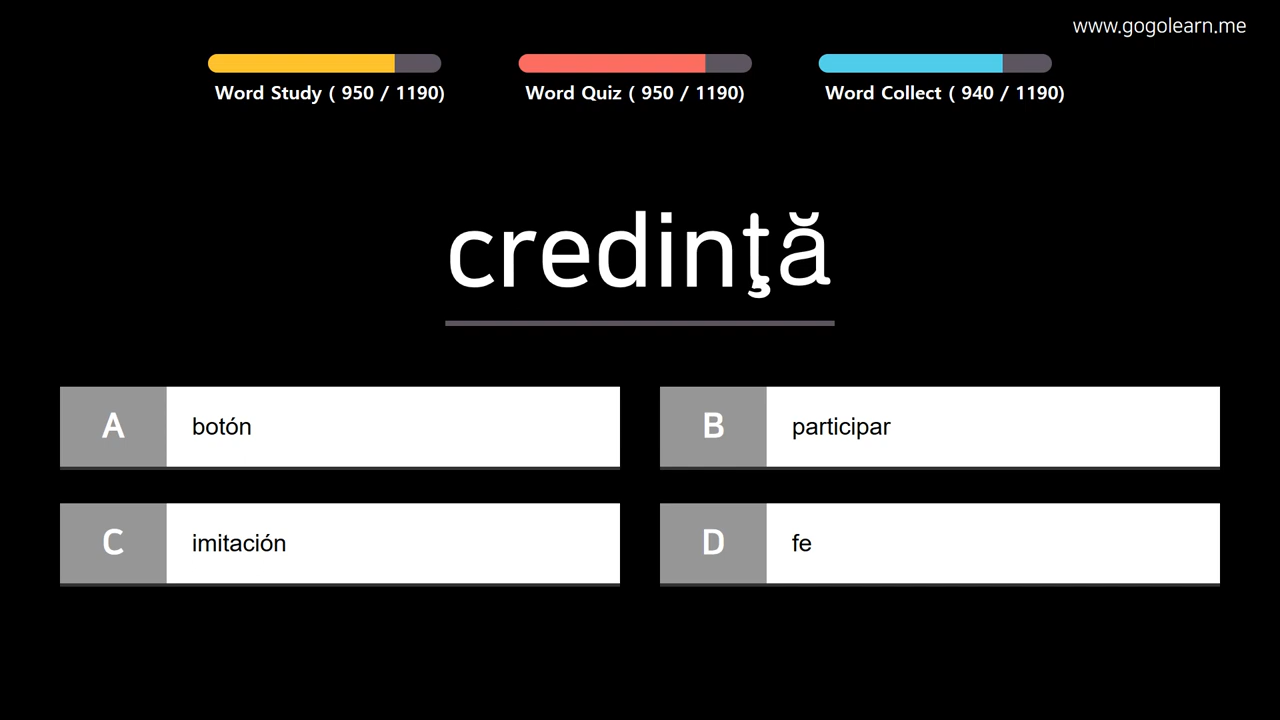 www.gogolearn.me
Word Study ( 950 / 1190)
Word Quiz ( 950 / 1190)
Word Collect ( 940 / 1190)
credinţă
A botón
B participar
C imitación
D fe